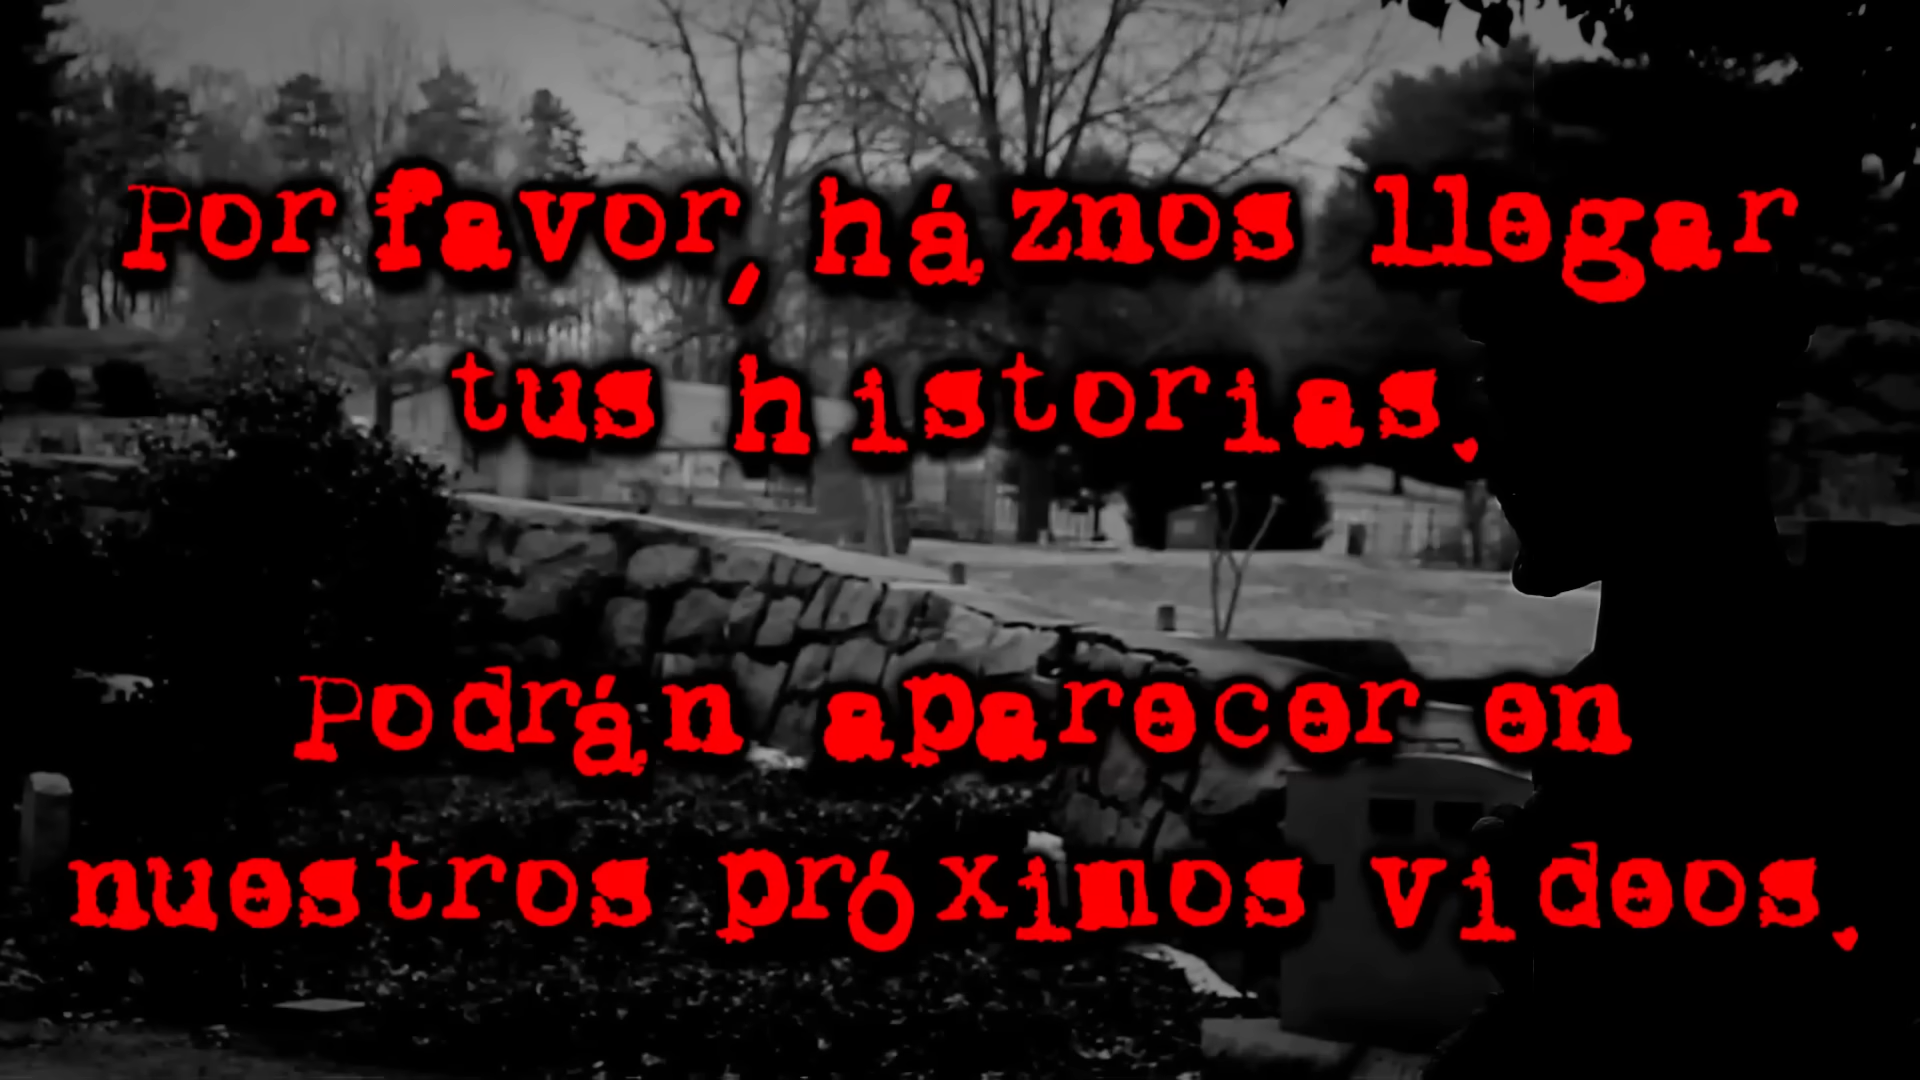 Por favor, háznos llegar
tus historias.
Podrán aparecer en
nuestros próximos videos.